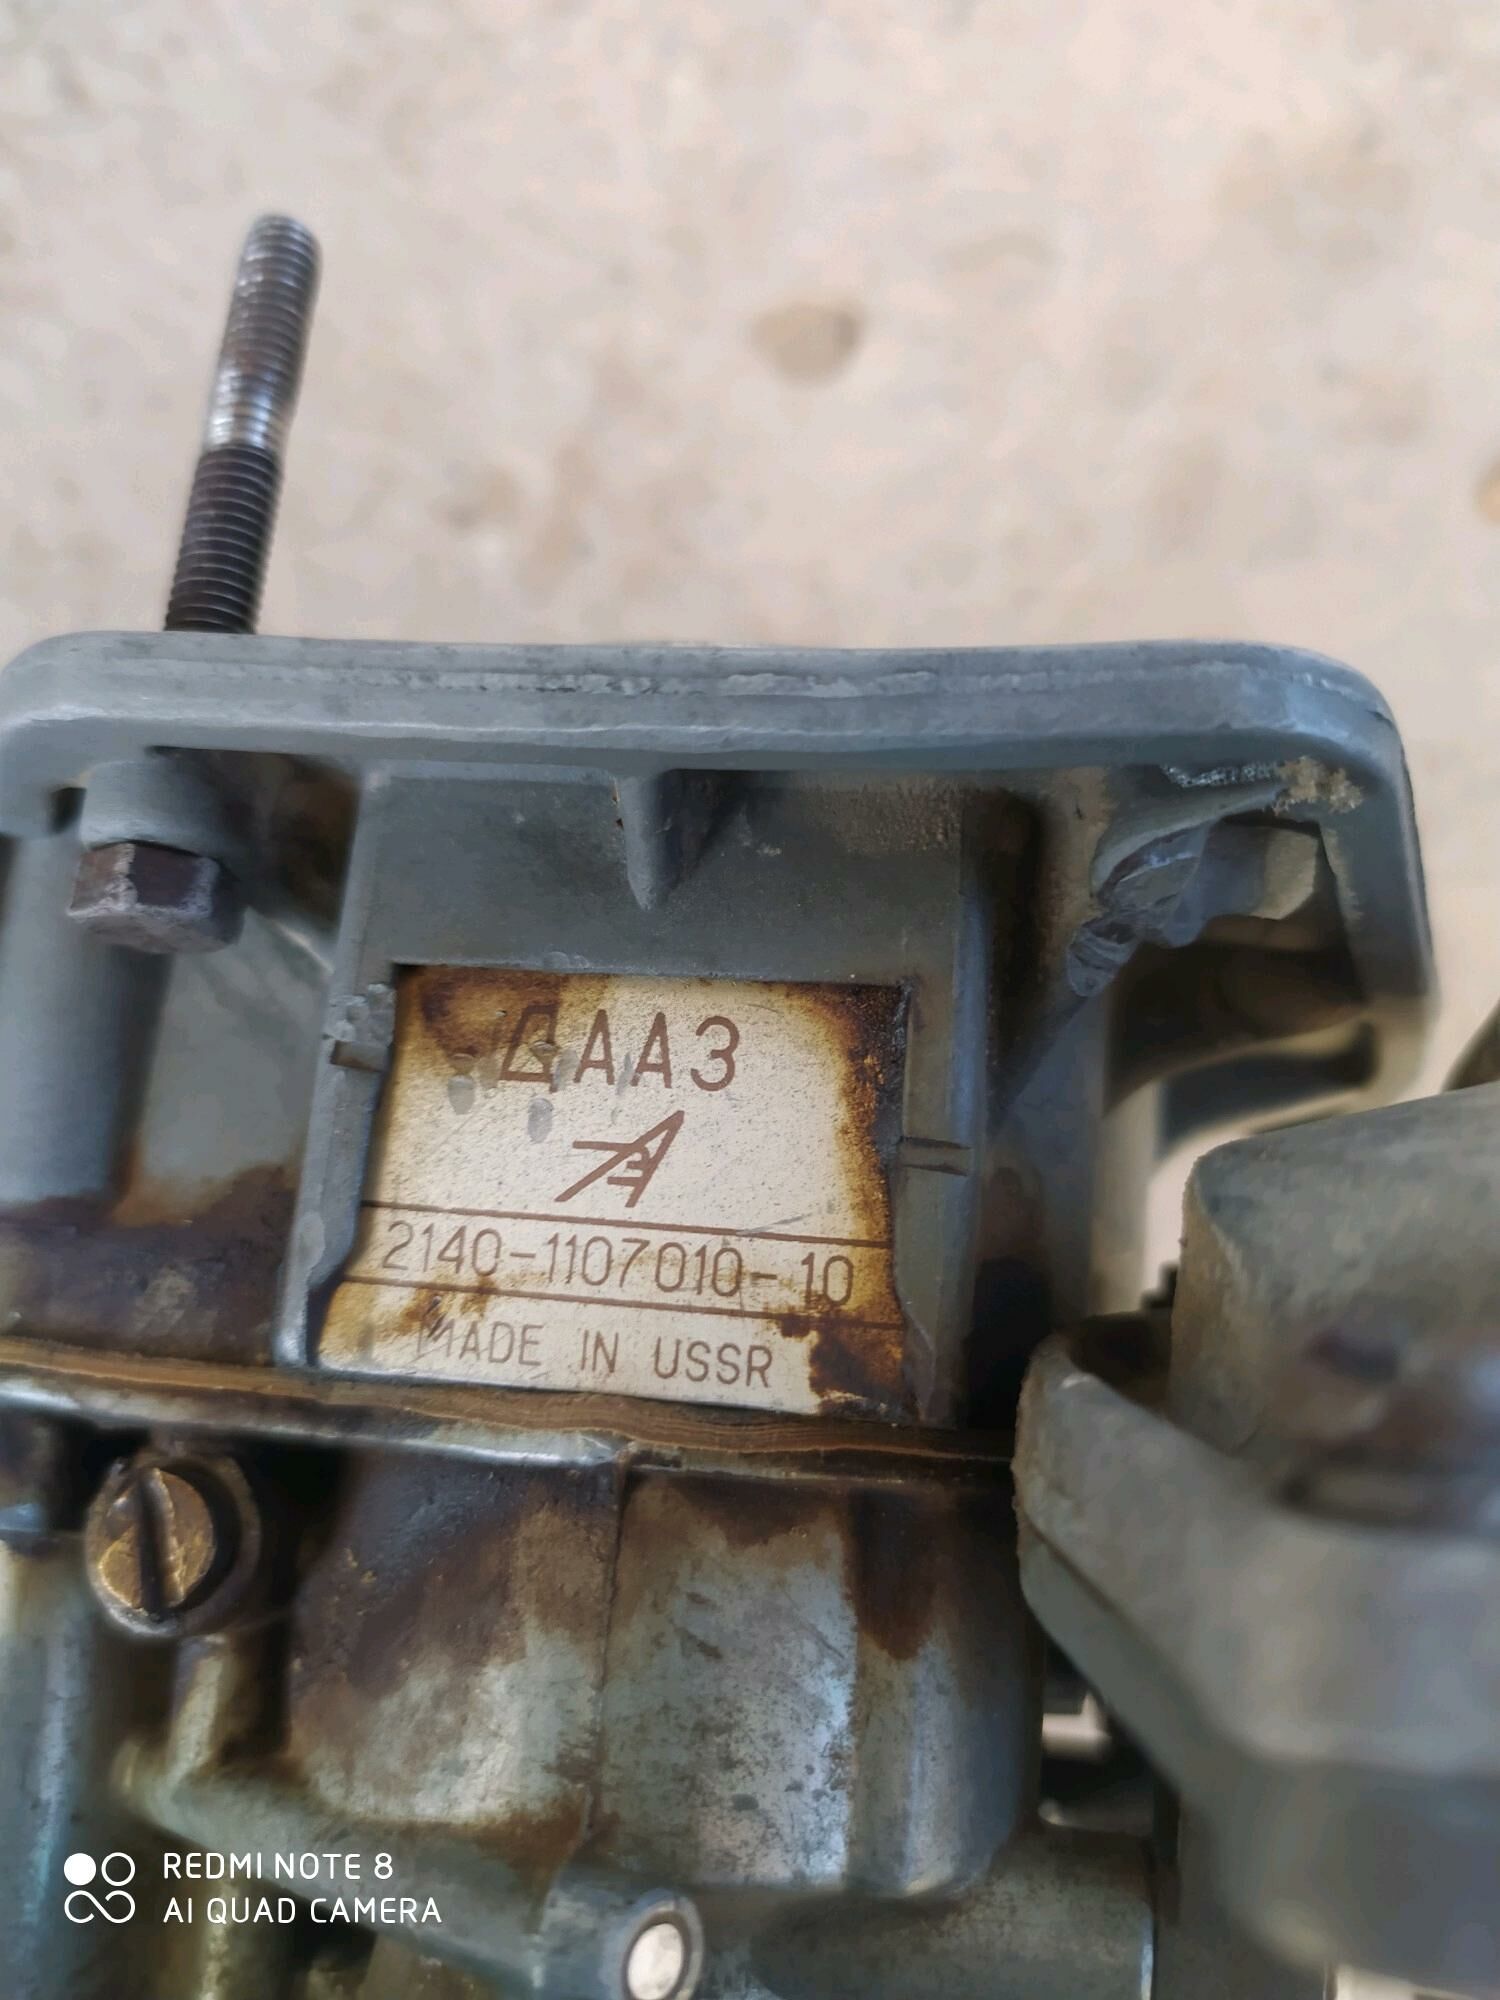 ДААЗ
2140-1107010-10
MADE IN USSR
REDMI NOTE 8
AI QUAD CAMERA